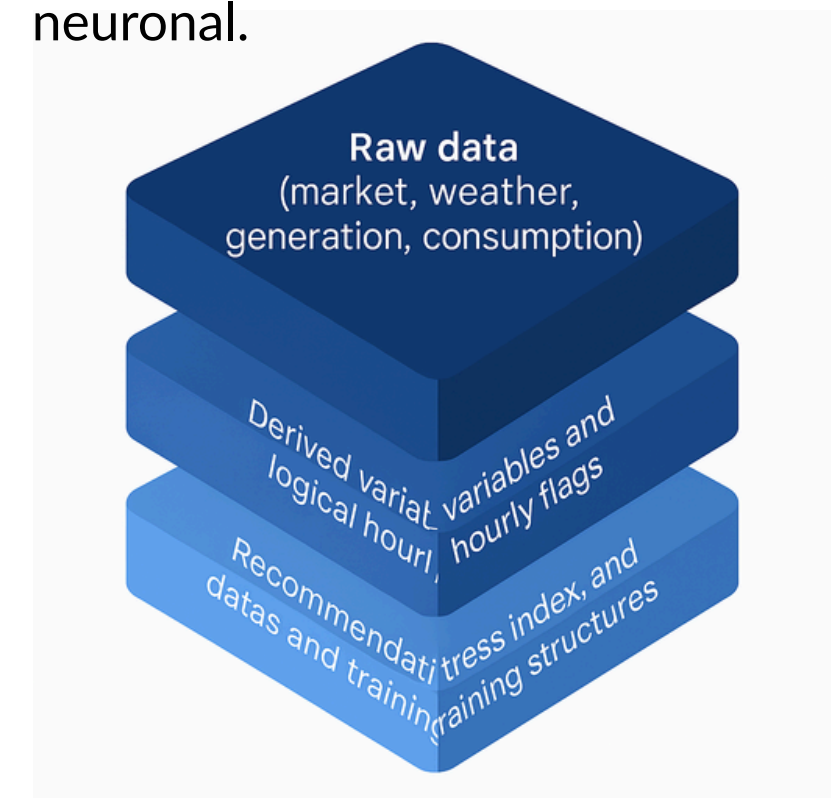 neuronal.
Raw data
(market, weather,
generation, consumption)
Derived variat variables and
logical hourl, hourly flags
Recommendati tress index, and
datas and training raining structures